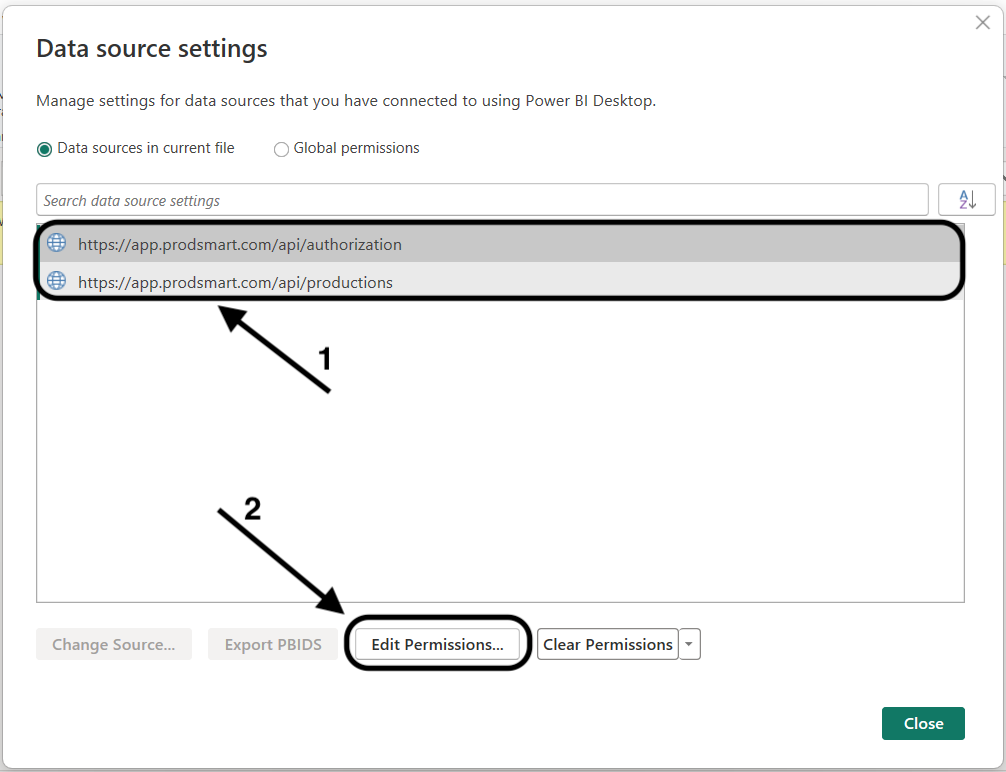 Data source settings
Manage settings for data sources that you have connected to using Power BI Desktop.
Data sources in current file Global permissions
Search data source settings
A
Z
https://app.prodsmart.com/api/authorization
https://app.prodsmart.com/api/productions
1
2
Change Source... Export PBIDS Edit Permissions... Clear Permissions
Close